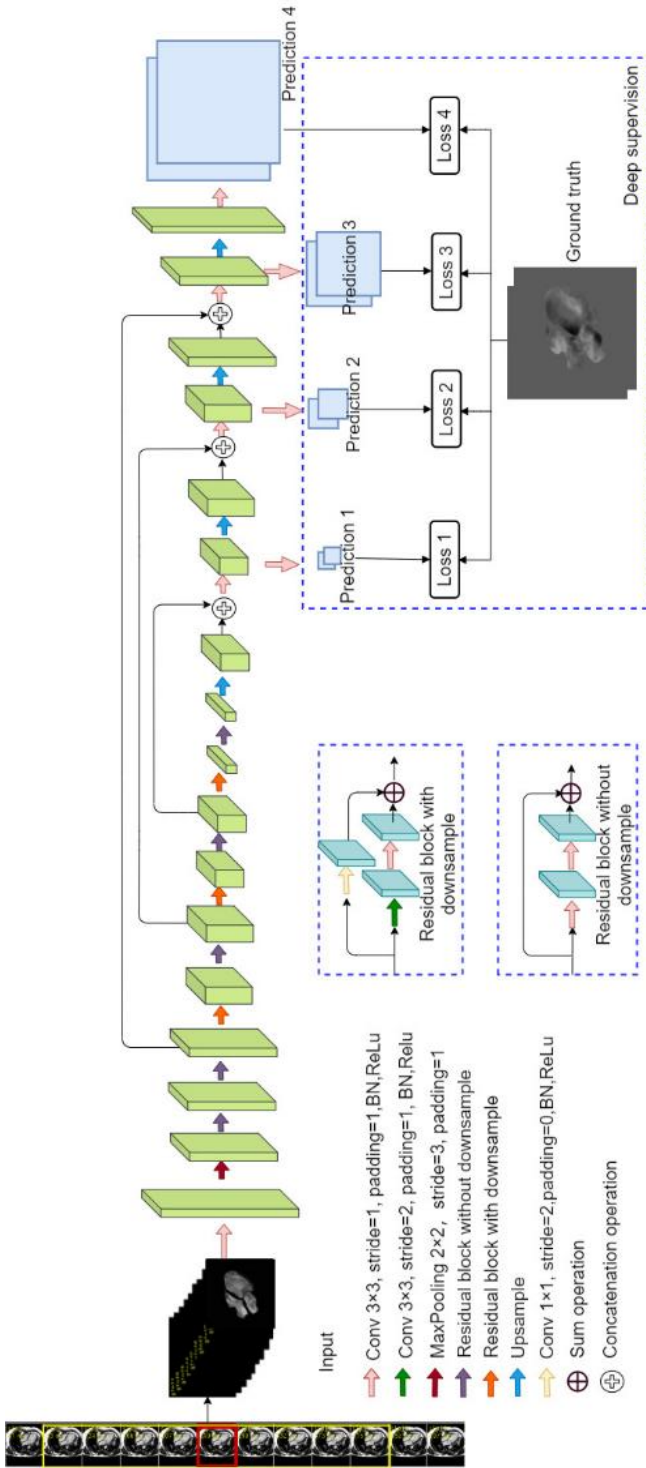 Prediction 4
Prediction 3
Prediction 2
Prediction 1
Loss 1
Loss 2
Loss 3
Loss 4
Ground truth
Deep supervision
Input
Conv 3×3, stride=1, padding=1,BN,ReLu
Conv 3×3, stride=2, padding=1, BN,Relu
MaxPooling 2×2, stride=3, padding=1
Residual block without downsample
Residual block with downsample
Upsample
Conv 1×1, stride=2,padding=0,BN,ReLu
Sum operation
Concatenation operation
Residual block with
downsample
Residual block without
downsample